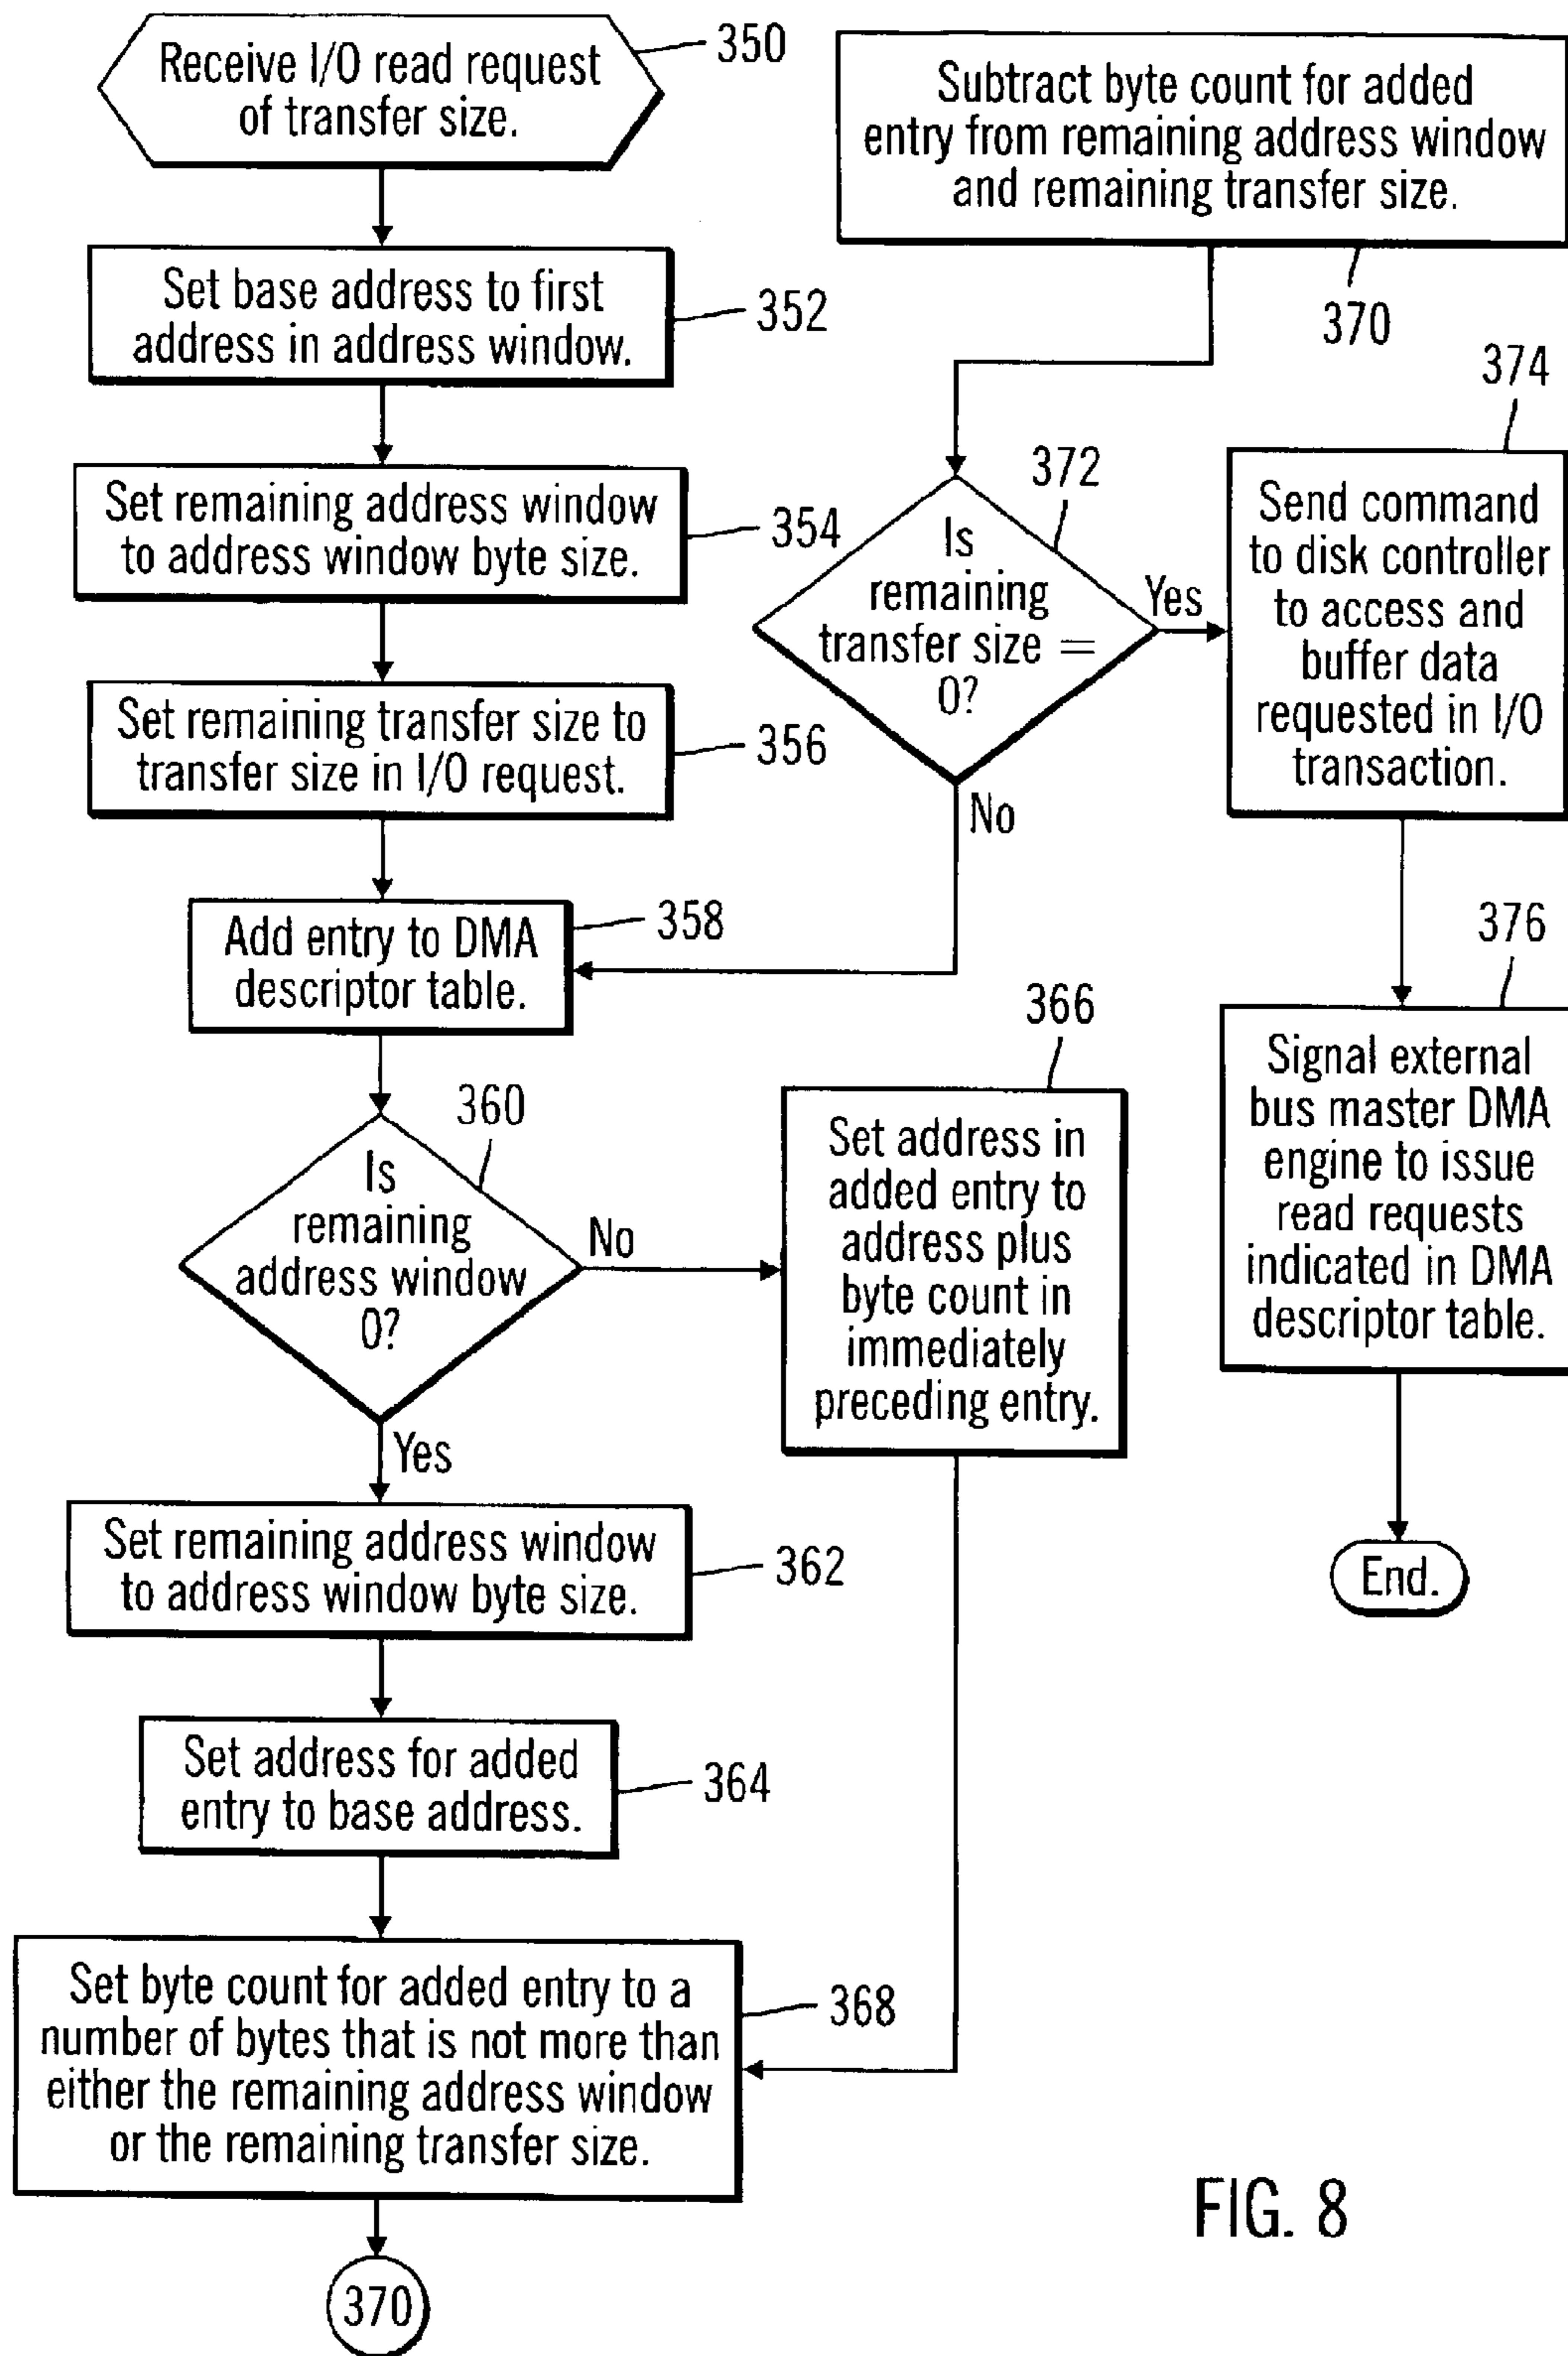 Receive I/O read request
of transfer size.
350
Set base address to first
address in address window.
352
Set remaining address window
to address window byte size.
354
Set remaining transfer size to
transfer size in I/O request.
356
Add entry to DMA
descriptor table.
358
Is
remaining
address window
0?
360
No
Yes
Set remaining address window
to address window byte size.
362
Set address for added
entry to base address.
364
Set address in
added entry to
address plus
byte count in
immediately
preceding entry.
366
Set byte count for added entry to a
number of bytes that is not more than
either the remaining address window
or the remaining transfer size.
368
370
Subtract byte count for added
entry from remaining address window
and remaining transfer size.
370
Is
remaining
transfer size =
0?
372
Yes
No
Send command
to disk controller
to access and
buffer data
requested in I/O
transaction.
374
Signal external
bus master DMA
engine to issue
read requests
indicated in DMA
descriptor table.
376
End.
FIG. 8